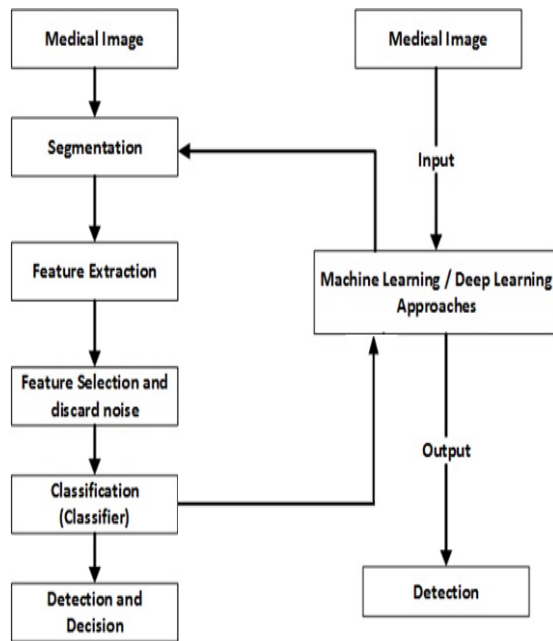 Medical Image
Segmentation
Feature Extraction
Feature Selection and
discard noise
Classification
(Classifier)
Detection and
Decision
Medical Image
Input
Machine Learning / Deep Learning
Approaches
Output
Detection